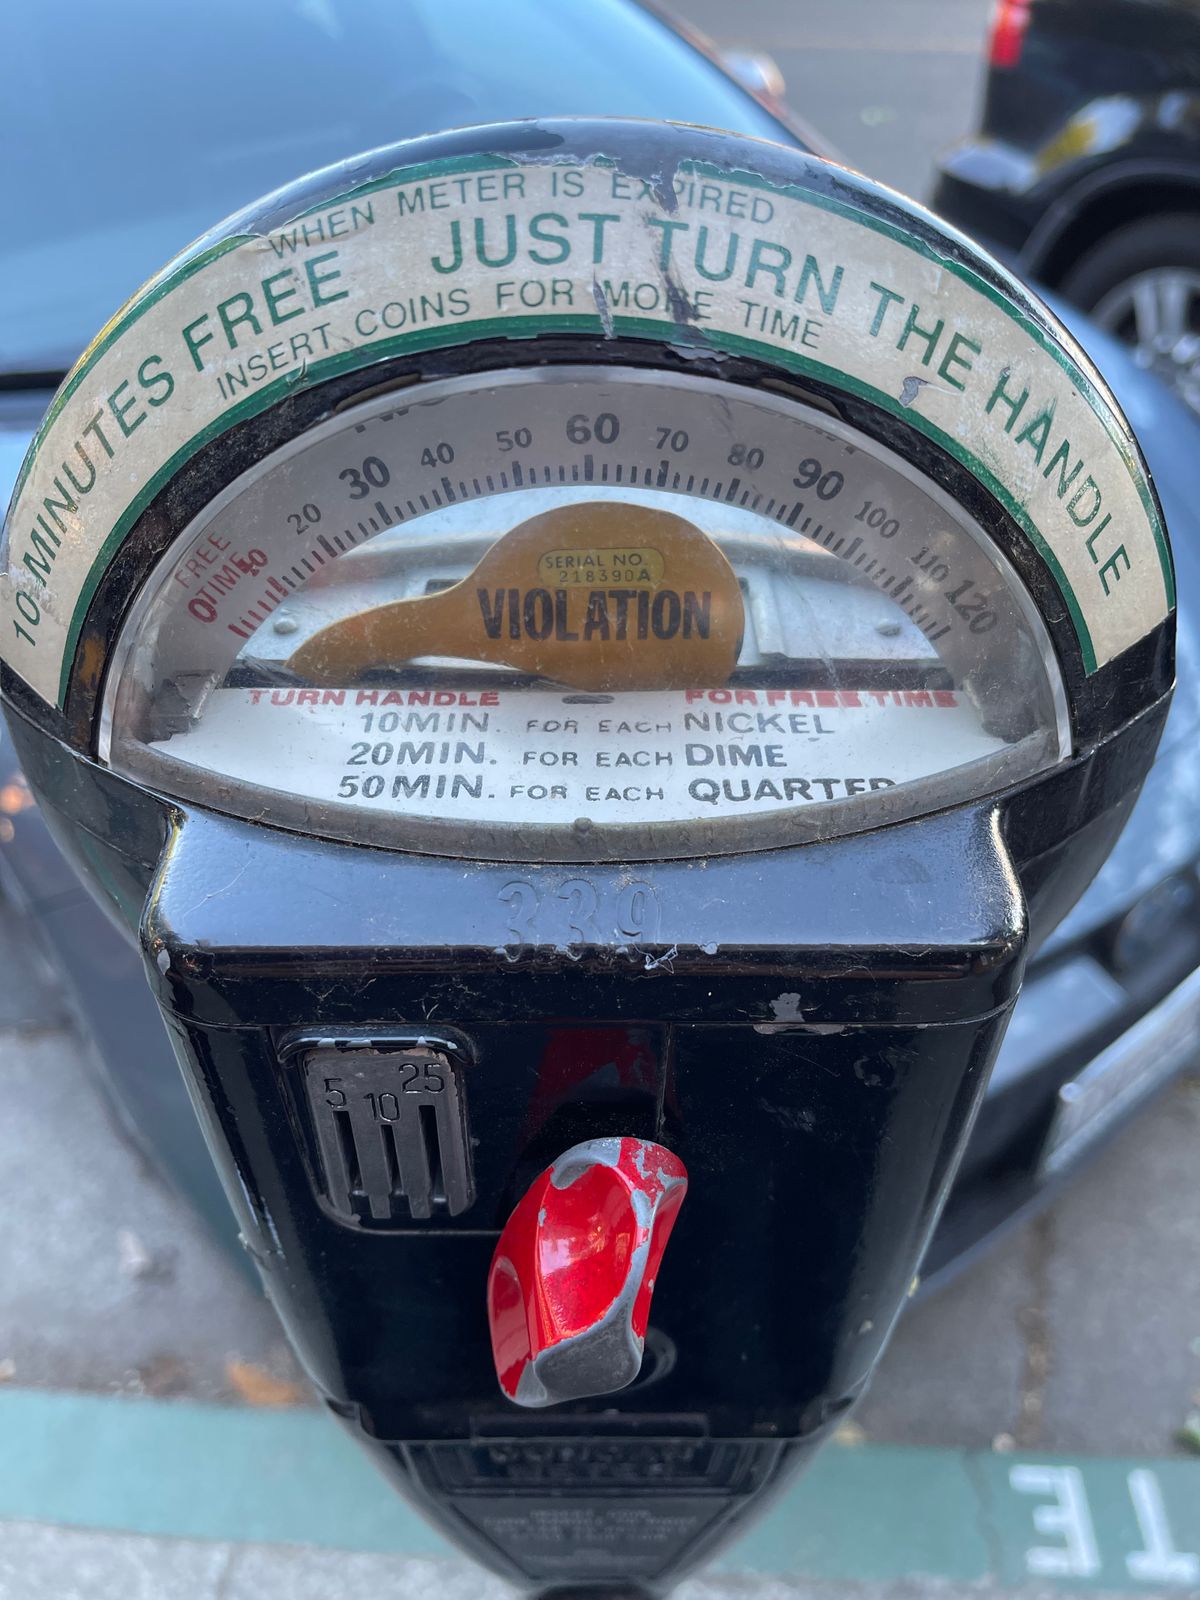 WHEN METER IS EXPIRED
10 MINUTES FREE JUST TURN THE HANDLE
INSERT COINS FOR MORE TIME
FREE
TIME
0 10 20 30 40 50 60 70 80 90 100 110 120
SERIAL NO.
218390A
VIOLATION
TURN HANDLE FOR FREE TIME
10MIN. FOR EACH NICKEL
20MIN. FOR EACH DIME
50MIN. FOR EACH QUARTER
339
5 10 25